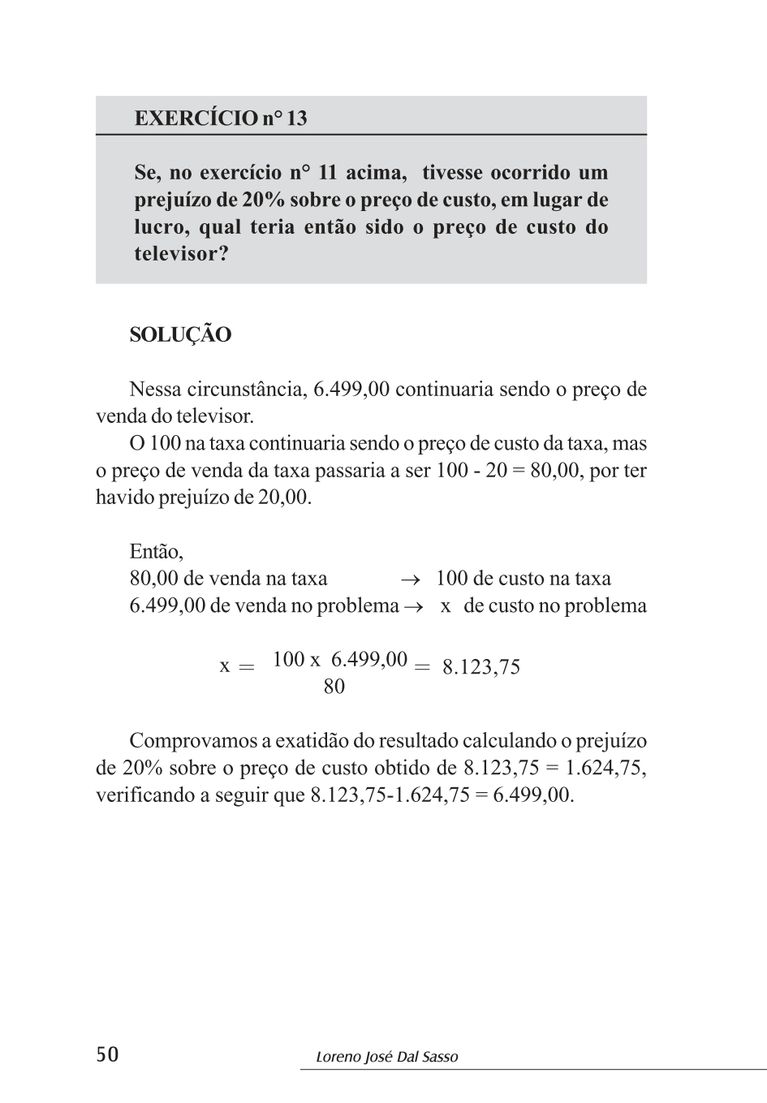 EXERCÍCIO n° 13
Se, no exercício n° 11 acima, tivesse ocorrido um
prejuízo de 20% sobre o preço de custo, em lugar de
lucro, qual teria então sido o preço de custo do
televisor?
SOLUÇÃO
Nessa circunstância, 6.499,00 continuaria sendo o preço de
venda do televisor.
O 100 na taxa continuaria sendo o preço de custo da taxa, mas
o preço de venda da taxa passaria a ser 100 - 20 = 80,00, por ter
havido prejuízo de 20,00.
Então,
80,00 de venda na taxa → 100 de custo na taxa
6.499,00 de venda no problema → x de custo no problema
x = 100 x 6.499,00 = 8.123,75
80
Comprovamos a exatidão do resultado calculando o prejuízo
de 20% sobre o preço de custo obtido de 8.123,75 = 1.624,75,
verificando a seguir que 8.123,75-1.624,75 = 6.499,00.
50 Loreno José Dal Sasso